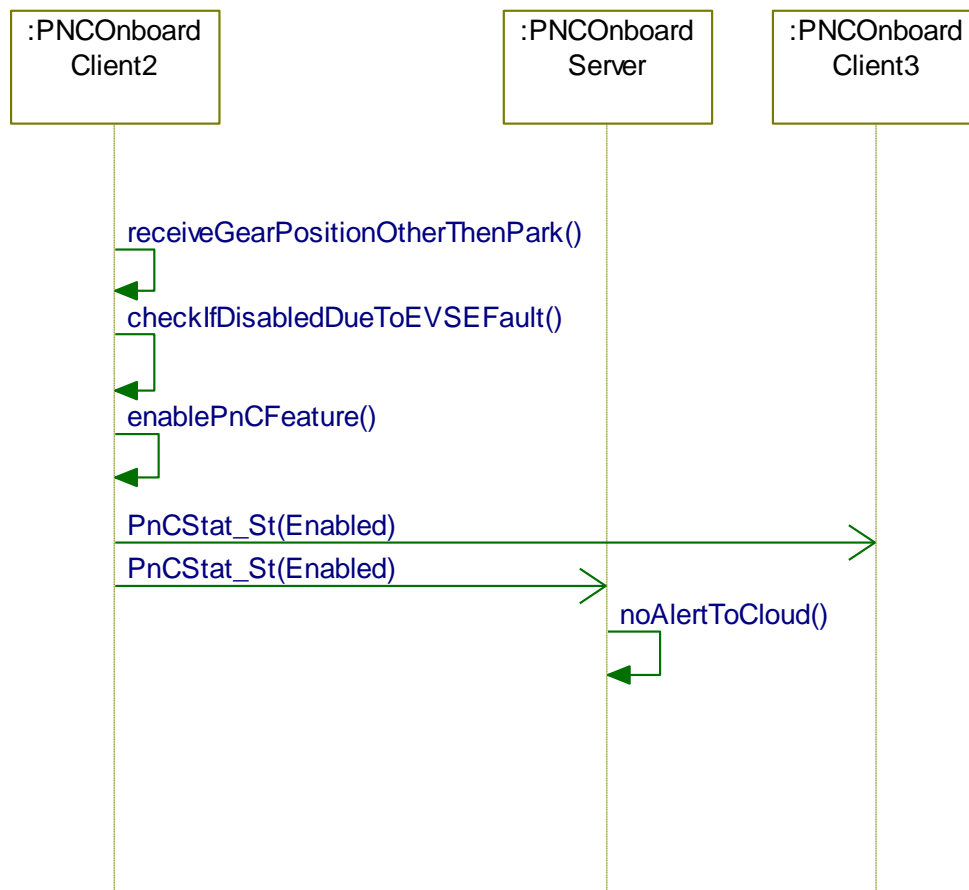 :PNCOnboard
Client2
:PNCOnboard
Server
:PNCOnboard
Client3
receiveGearPositionOtherThenPark()
checkIfDisabledDueToEVSEFault()
enablePnCFeature()
PnCStat_St(Enabled)
PnCStat_St(Enabled)
noAlertToCloud()